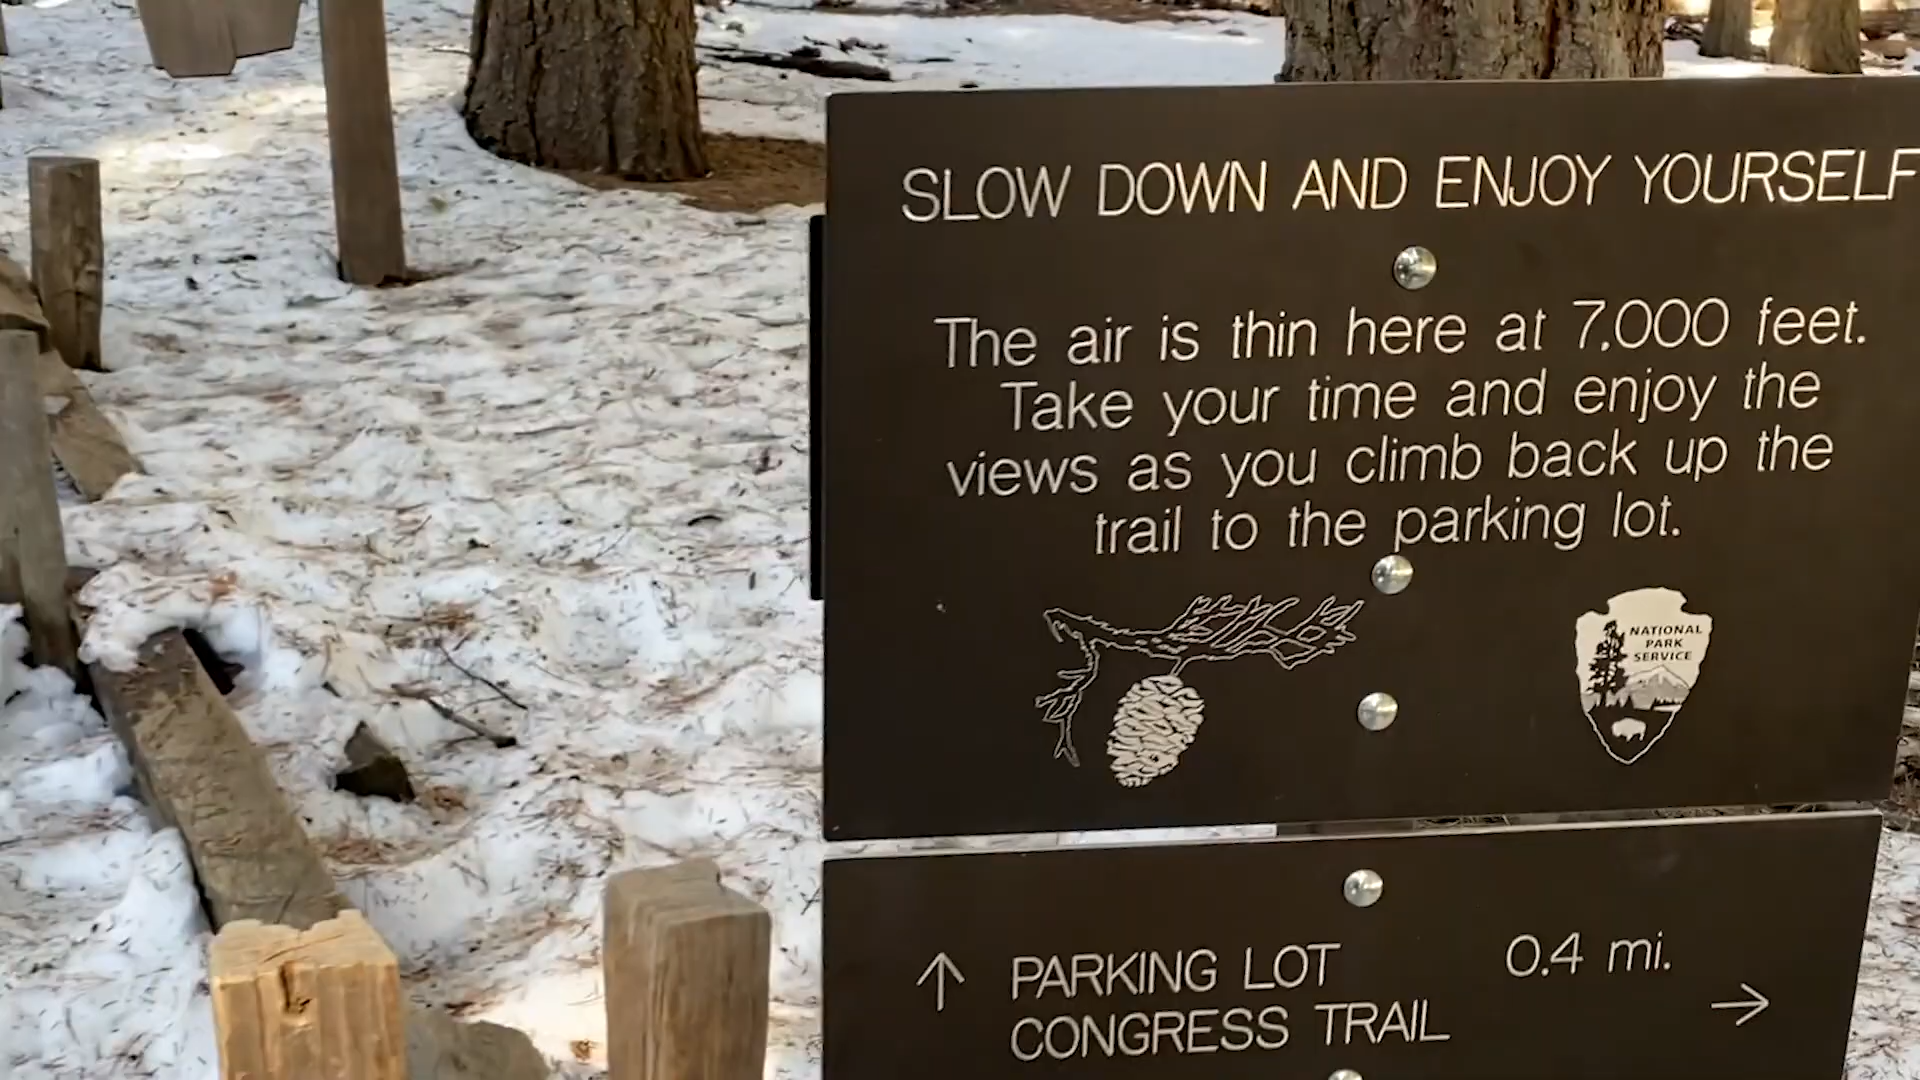 SLOW DOWN AND ENJOY YOURSELF
The air is thin here at 7,000 feet.
Take your time and enjoy the
views as you climb back up the
trail to the parking lot.
NATIONAL
PARK
SERVICE
PARKING LOT 0.4 mi.
CONGRESS TRAIL